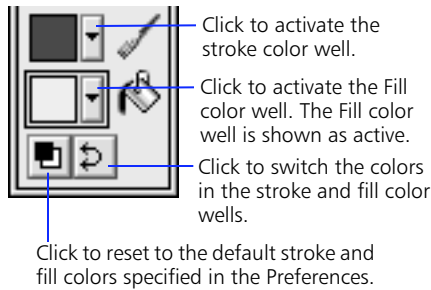 Click to activate the
stroke color well.
Click to activate the Fill
color well. The Fill color
well is shown as active.
Click to switch the colors
in the stroke and fill color
wells.
Click to reset to the default stroke and
fill colors specified in the Preferences.